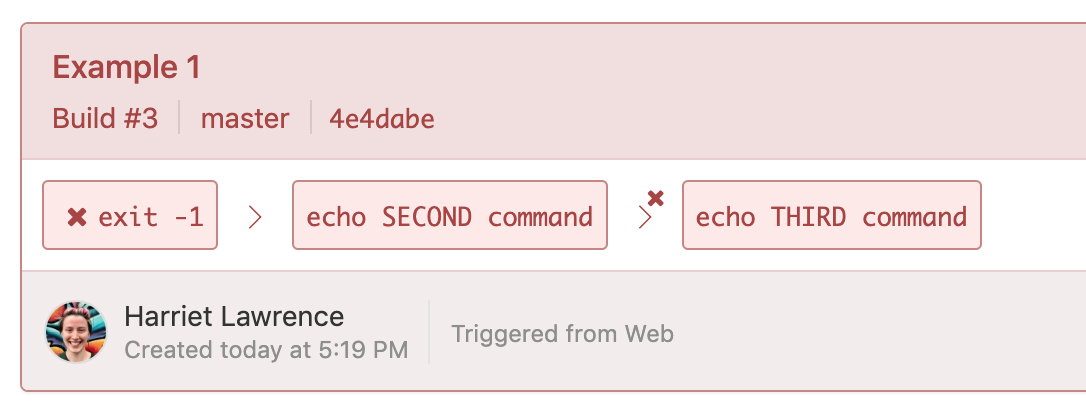 Example 1
Build #3 master 4e4dabe
exit -1 echo SECOND command echo THIRD command
Harriet Lawrence
Created today at 5:19 PM
Triggered from Web